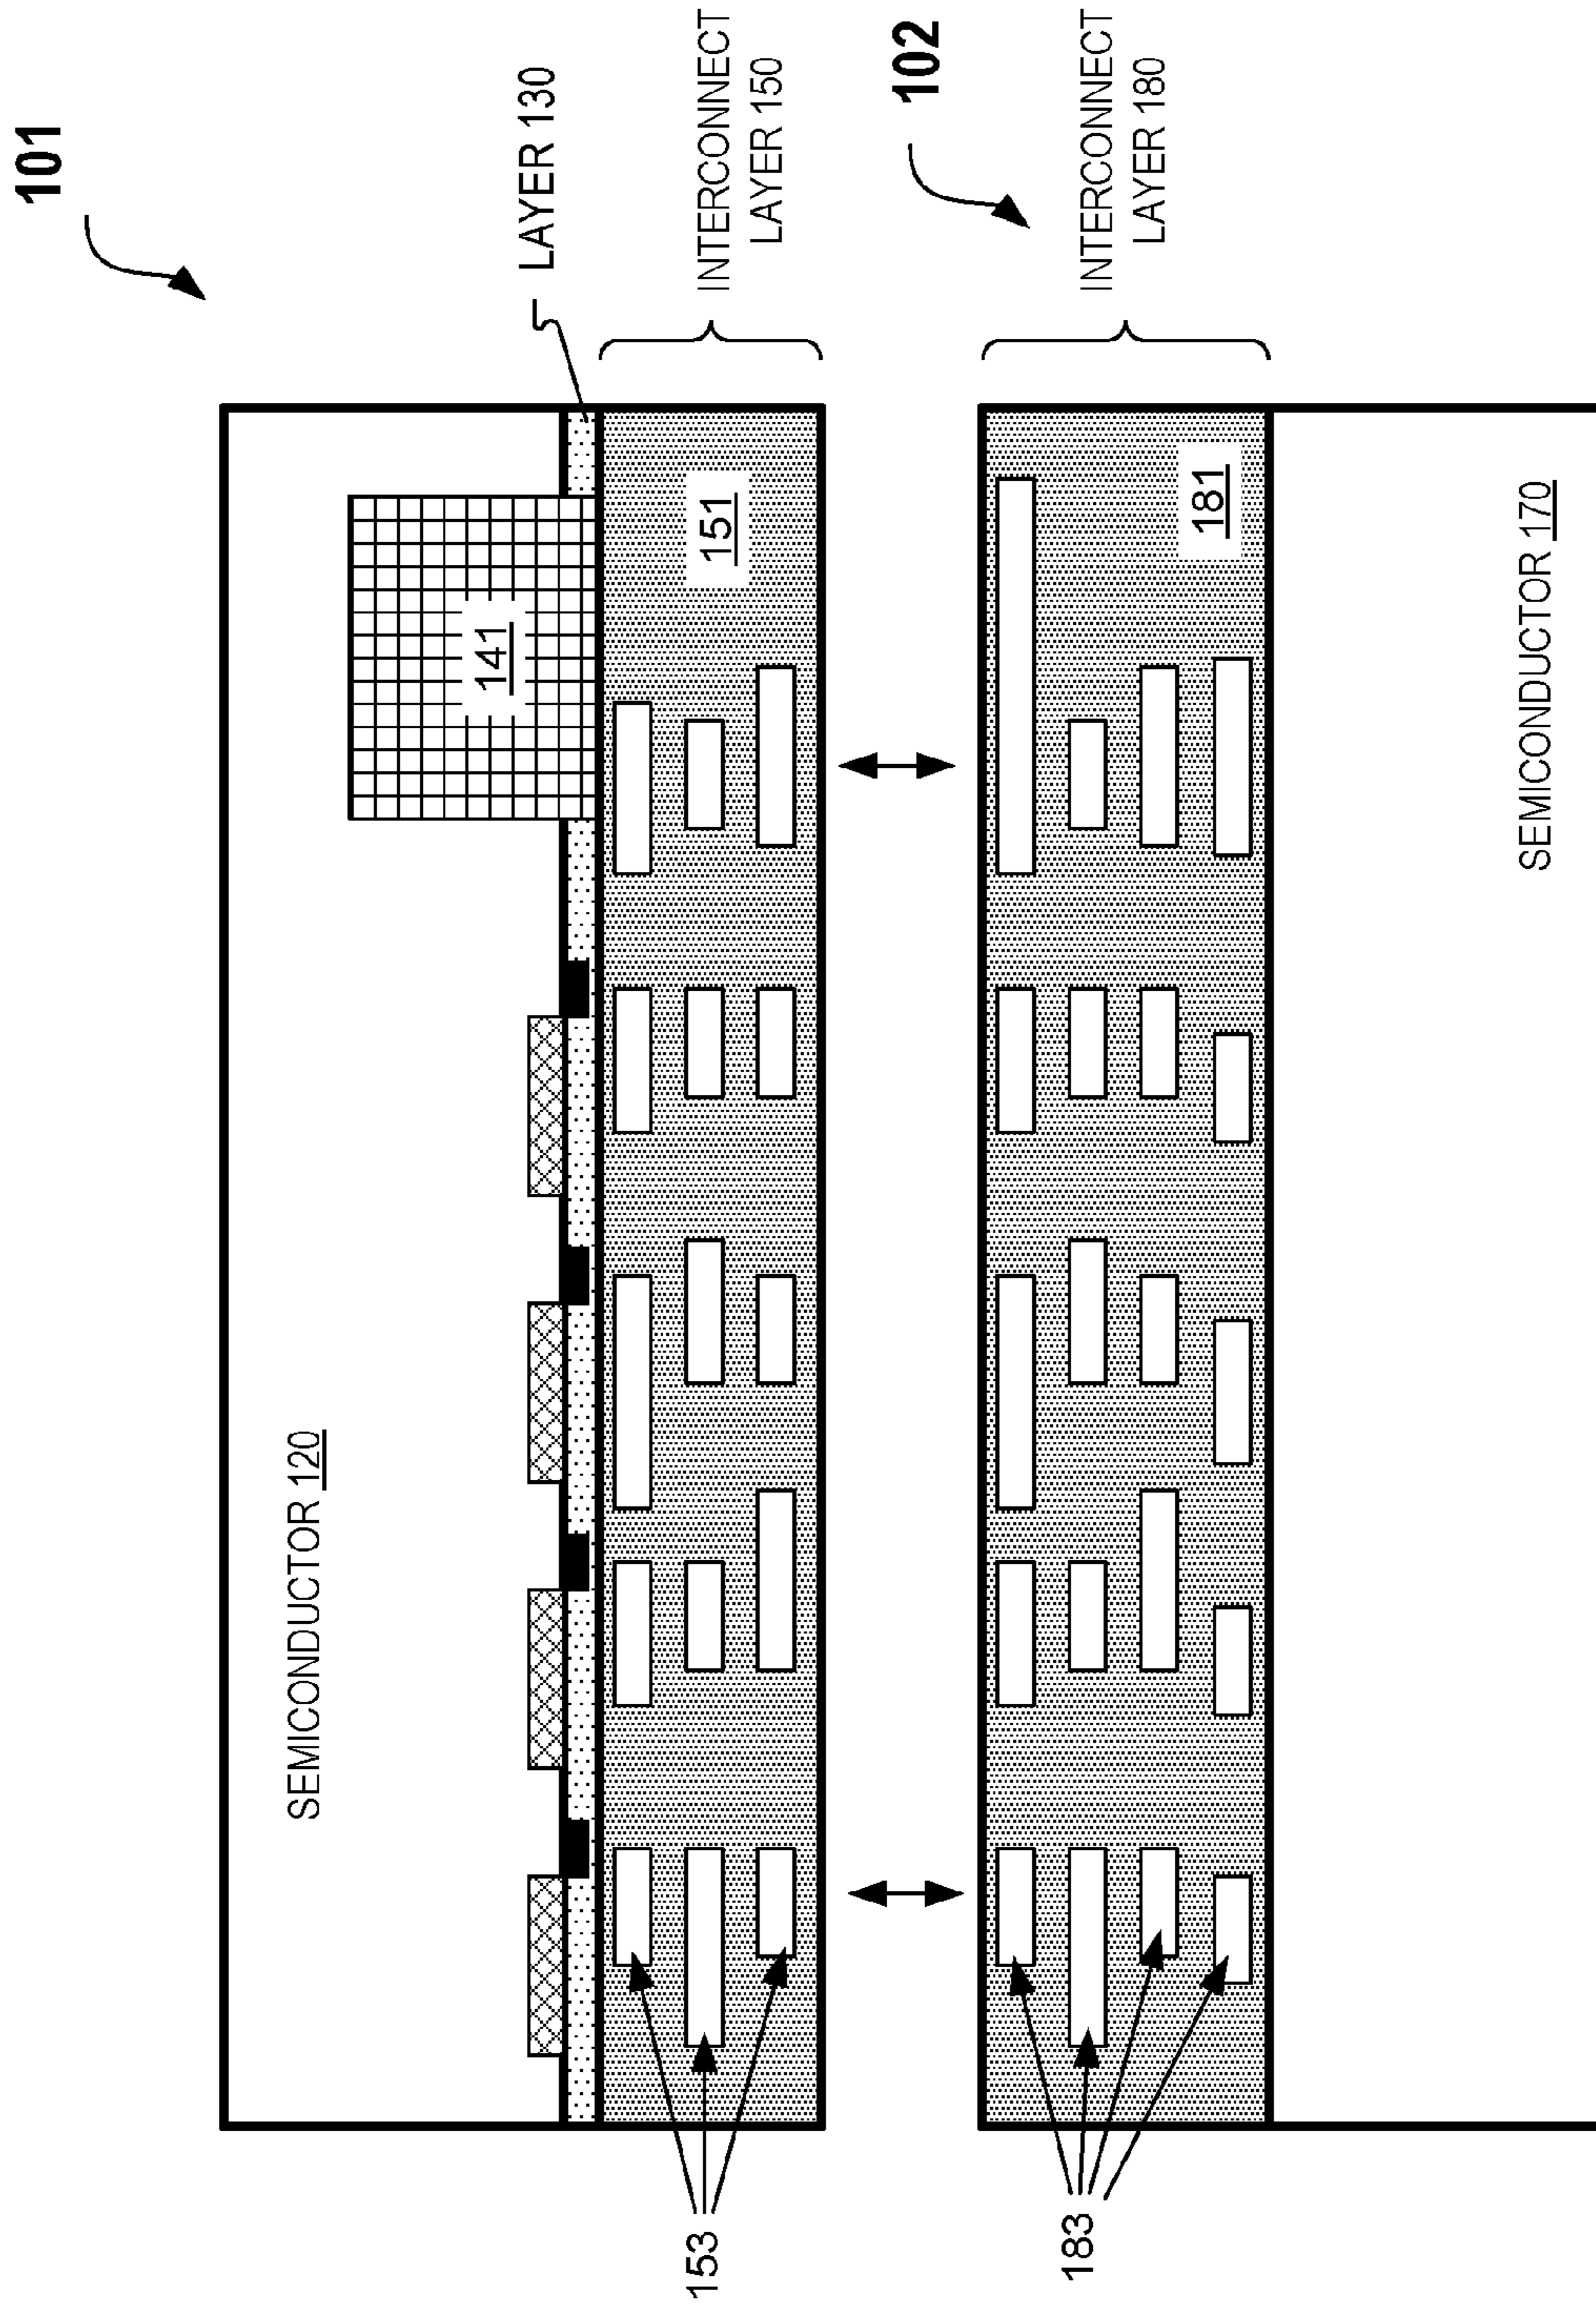 101
SEMICONDUCTOR 120
141
LAYER 130
151
INTERCONNECT
LAYER 150
153
102
INTERCONNECT
LAYER 180
181
183
SEMICONDUCTOR 170